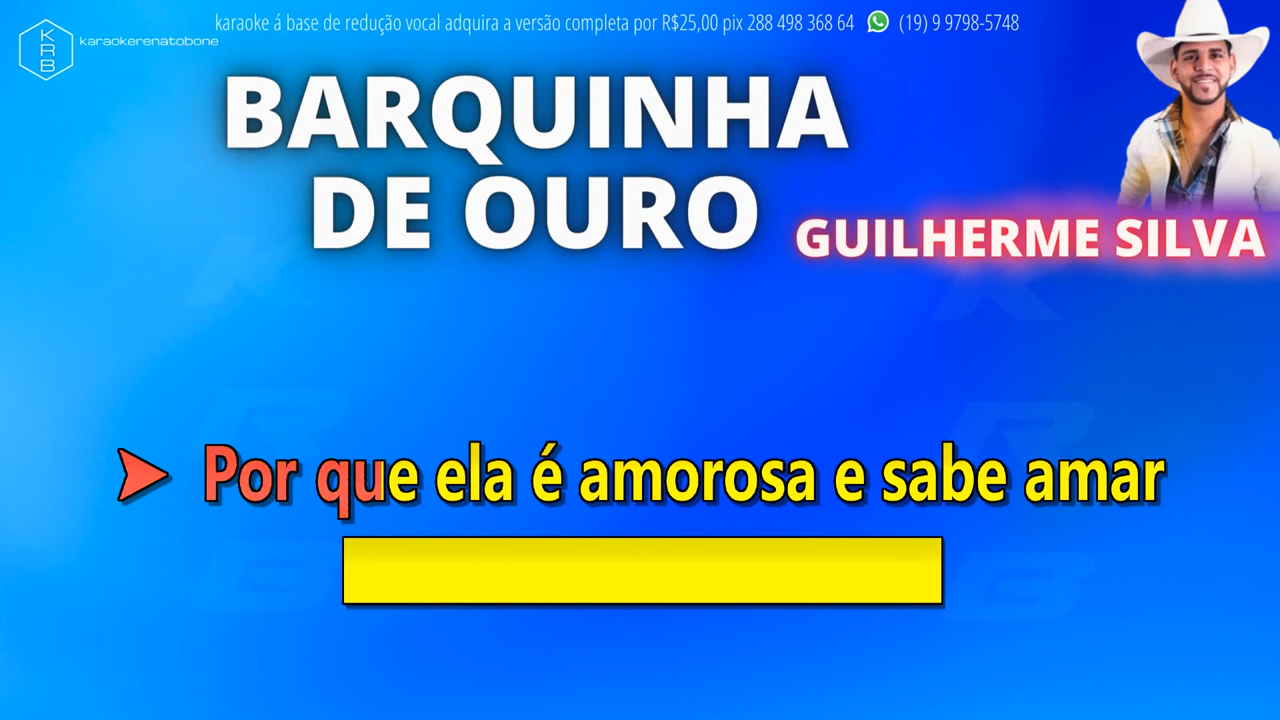 karaoke á base de redução vocal adquira a versão completa por R$25,00 pix 288 498 368 64 (19) 9 9798-5748
KRB karaokerenatobone
BARQUINHA
DE OURO
GUILHERME SILVA
K K
R R
B B
Por que ela é amorosa e sabe amar